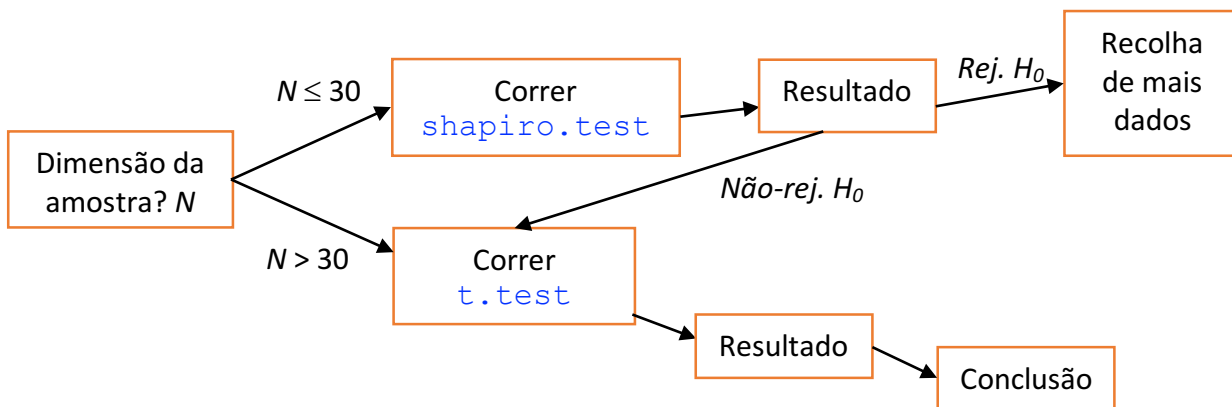 Dimensão da
amostra? N
N ≤ 30
N > 30
Correr
shapiro.test
Resultado
Rej. H₀
Recolha
de mais
dados
Não-rej. H₀
Correr
t.test
Resultado
Conclusão